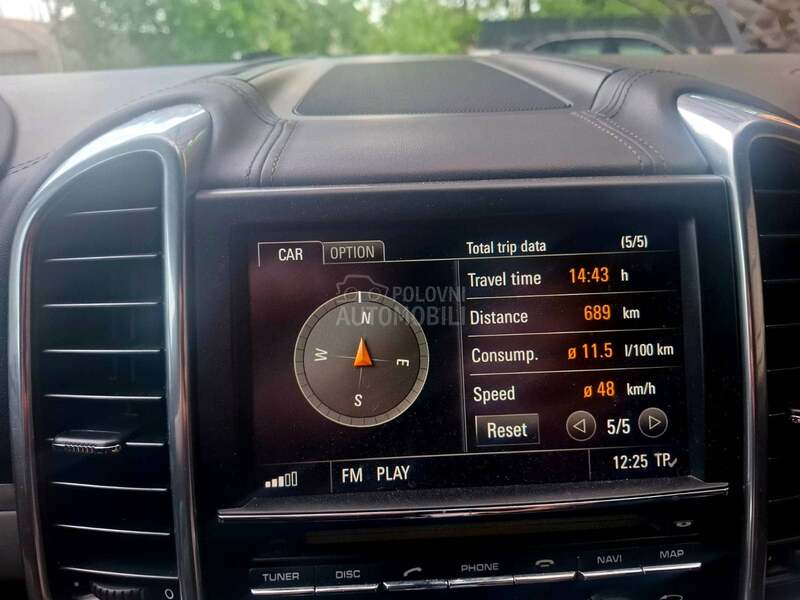 CAR OPTION Total trip data (5/5)
Travel time 14:43 h
Distance 689 km
Consump. ø 11.5 l/100 km
Speed ø 48 km/h
Reset 5/5
N
W E
S
POLOVNI
AUTOMOBILI
FM PLAY 12:25 TP
TUNER DISC PHONE NAVI MAP